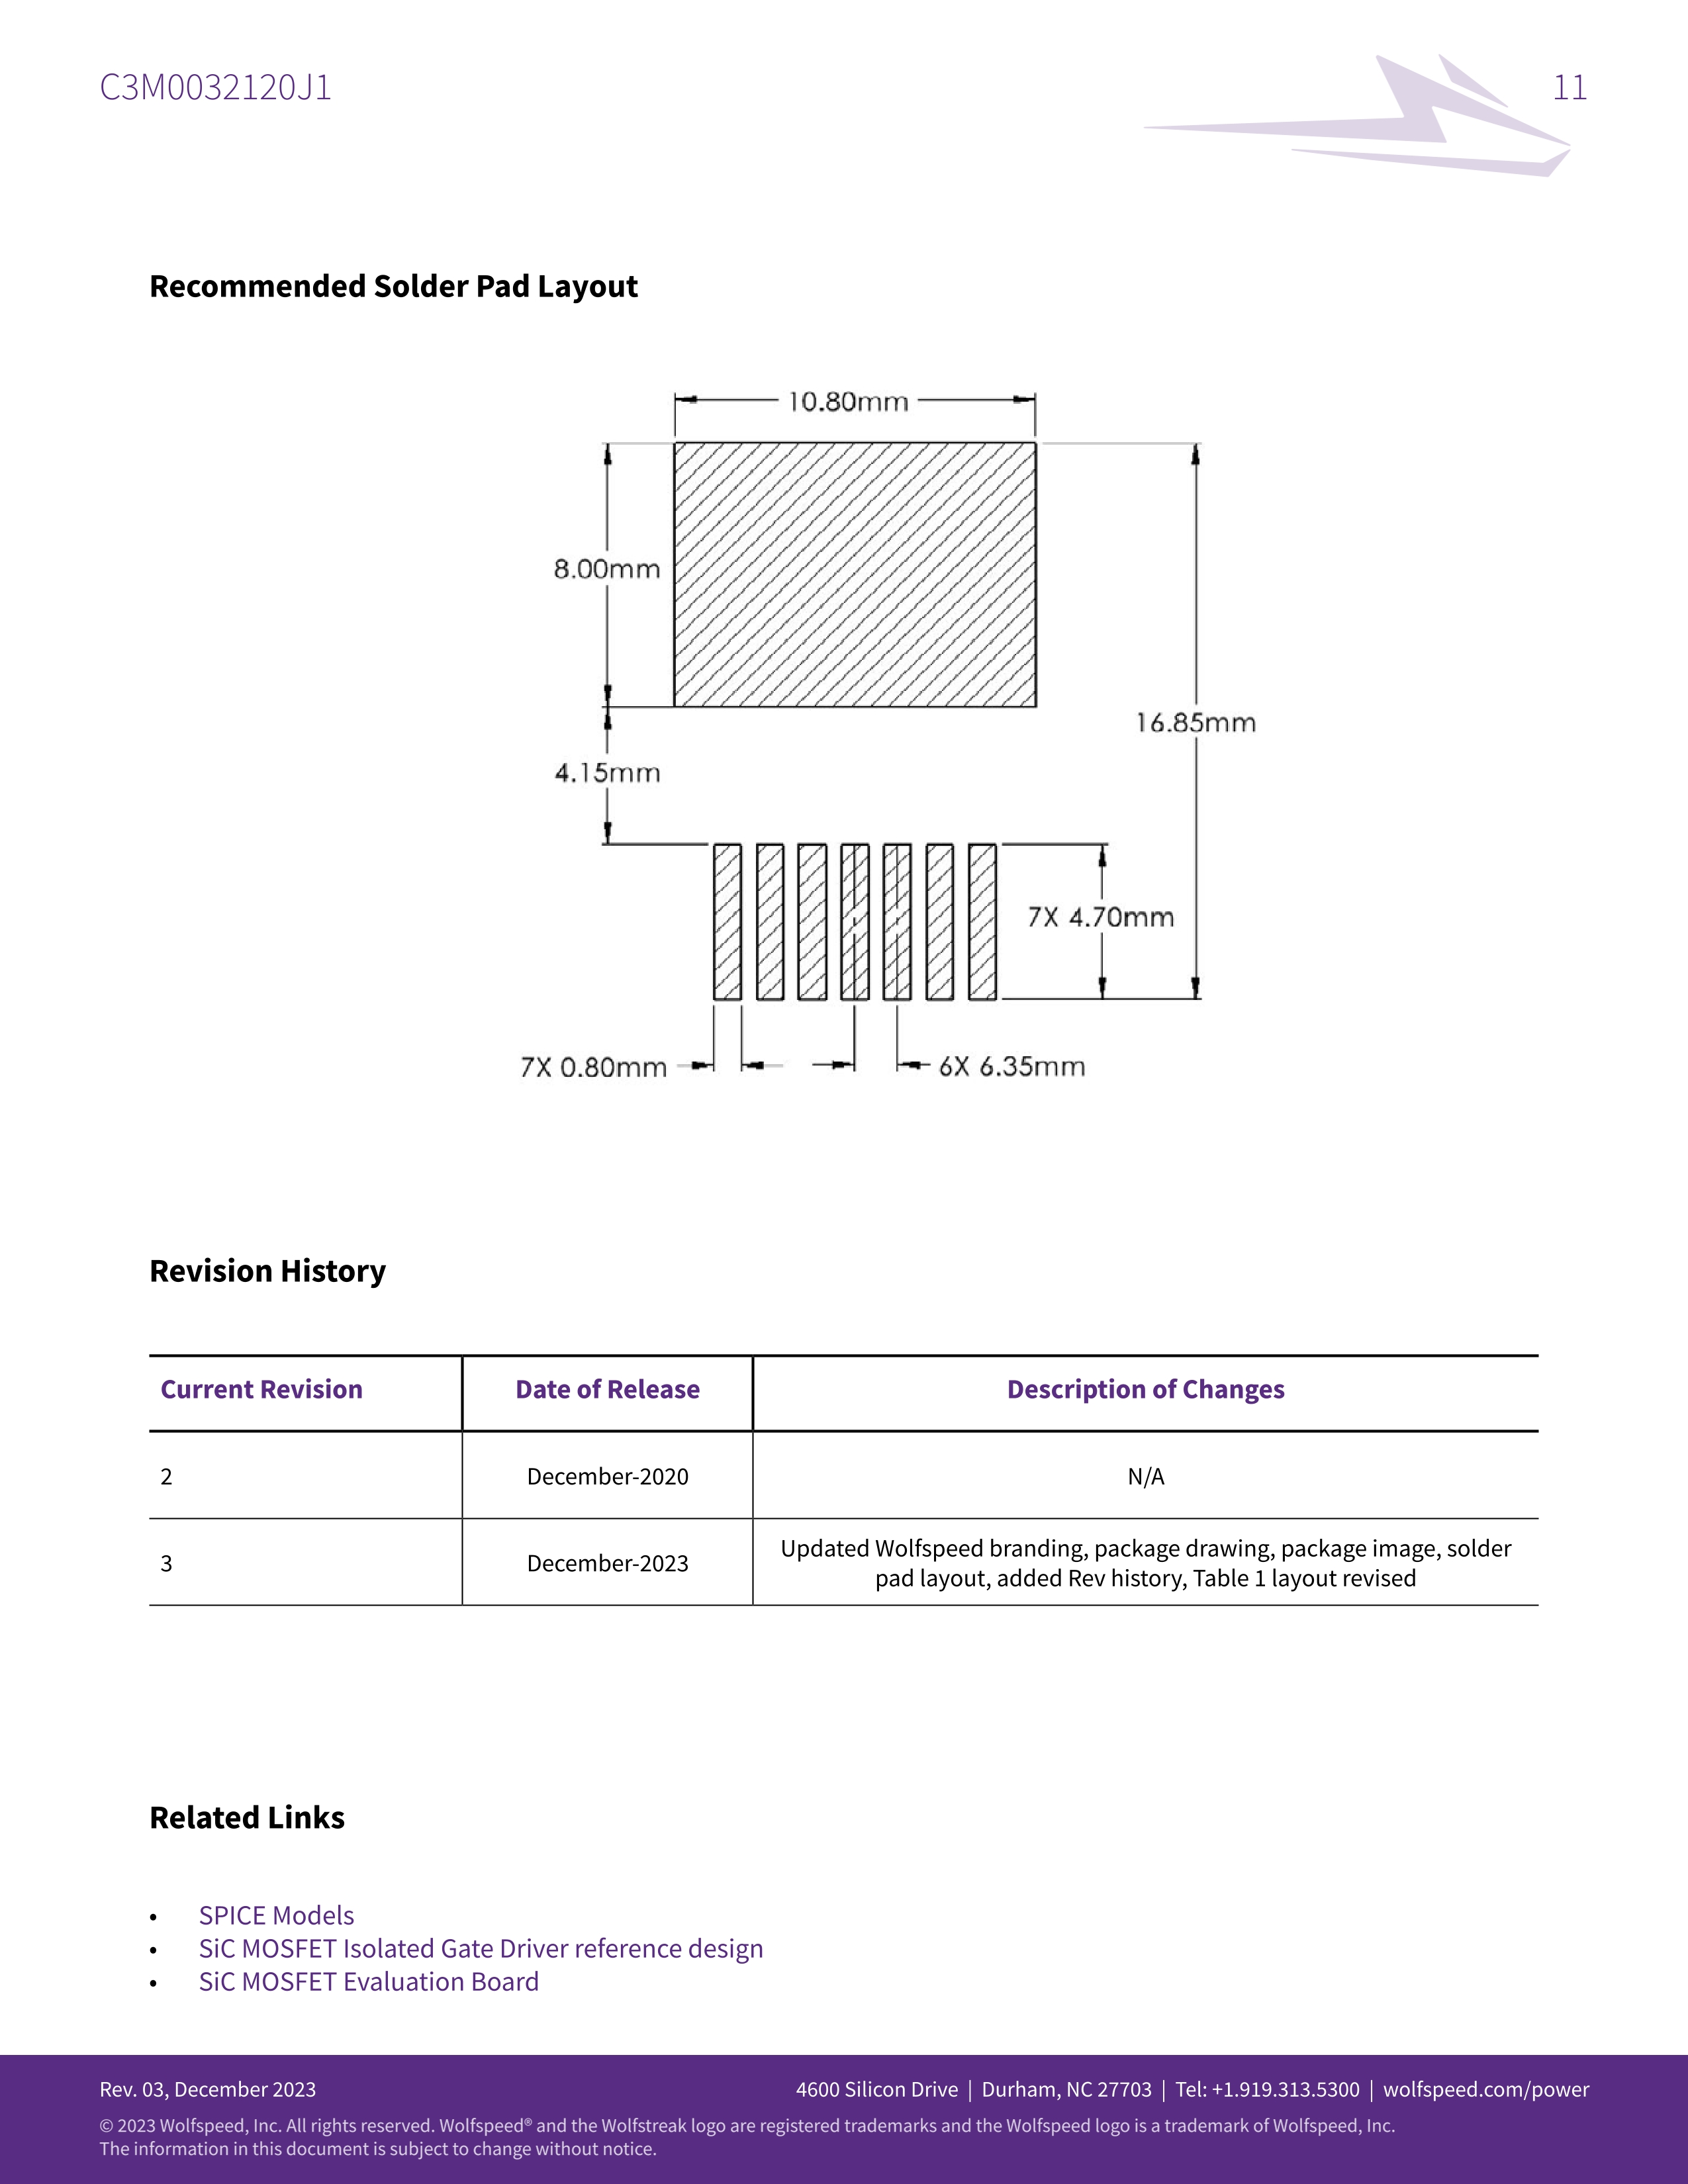 C3M0032120J1
11
Recommended Solder Pad Layout
10.80mm
8.00mm
16.85mm
4.15mm
7X 4.70mm
7X 0.80mm
6X 6.35mm
Revision History
Current Revision Date of Release Description of Changes
2 December-2020 N/A
3 December-2023 Updated Wolfspeed branding, package drawing, package image, solder
pad layout, added Rev history, Table 1 layout revised
Related Links
• SPICE Models
• SiC MOSFET Isolated Gate Driver reference design
• SiC MOSFET Evaluation Board
Rev. 03, December 2023
4600 Silicon Drive | Durham, NC 27703 | Tel: +1.919.313.5300 | wolfspeed.com/power
© 2023 Wolfspeed, Inc. All rights reserved. Wolfspeed® and the Wolfstreak logo are registered trademarks and the Wolfspeed logo is a trademark of Wolfspeed, Inc.
The information in this document is subject to change without notice.